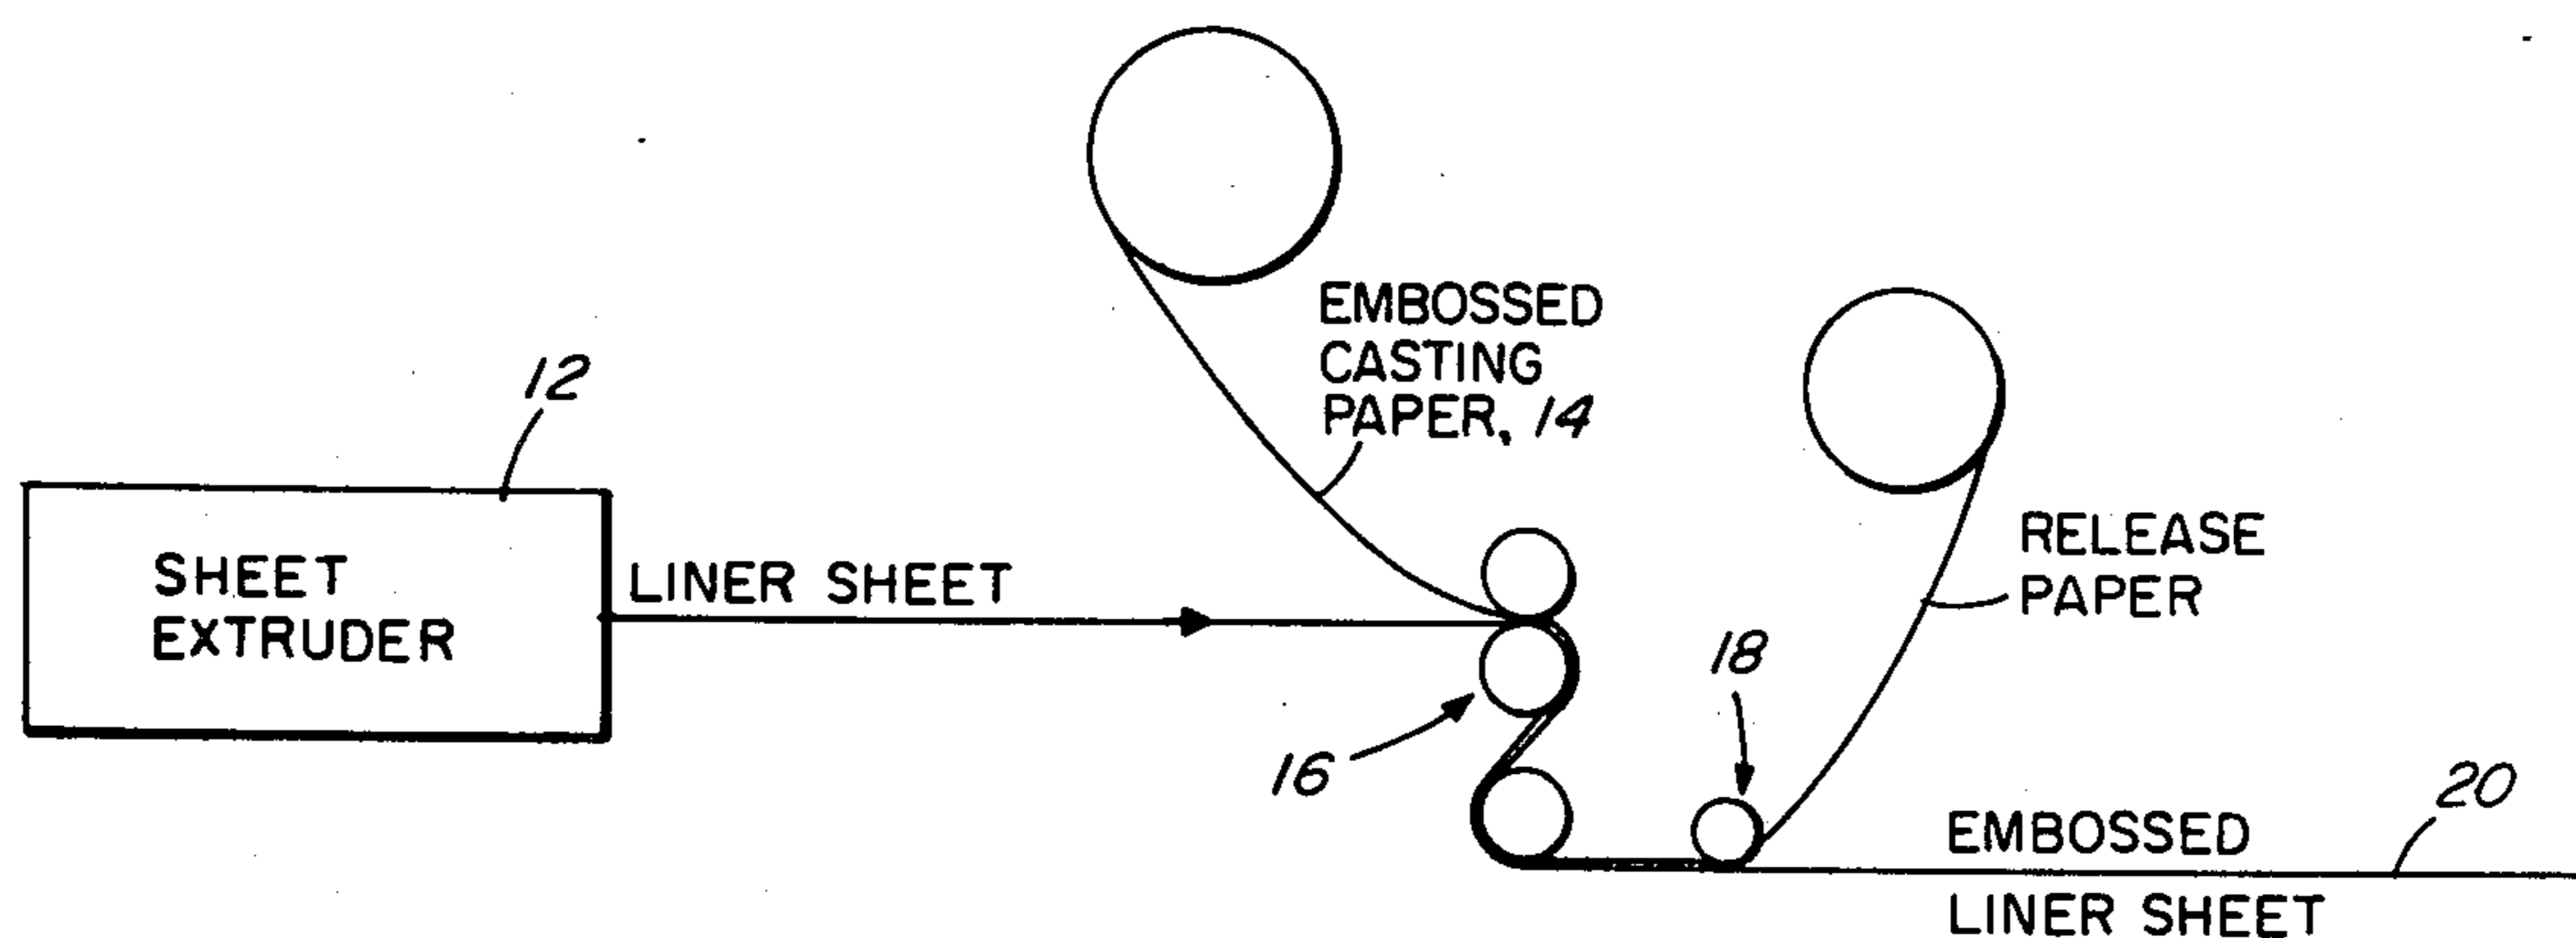 12
SHEET
EXTRUDER
LINER SHEET
EMBOSSED
CASTING
PAPER, 14
16
18
RELEASE
PAPER
20
EMBOSSED
LINER SHEET